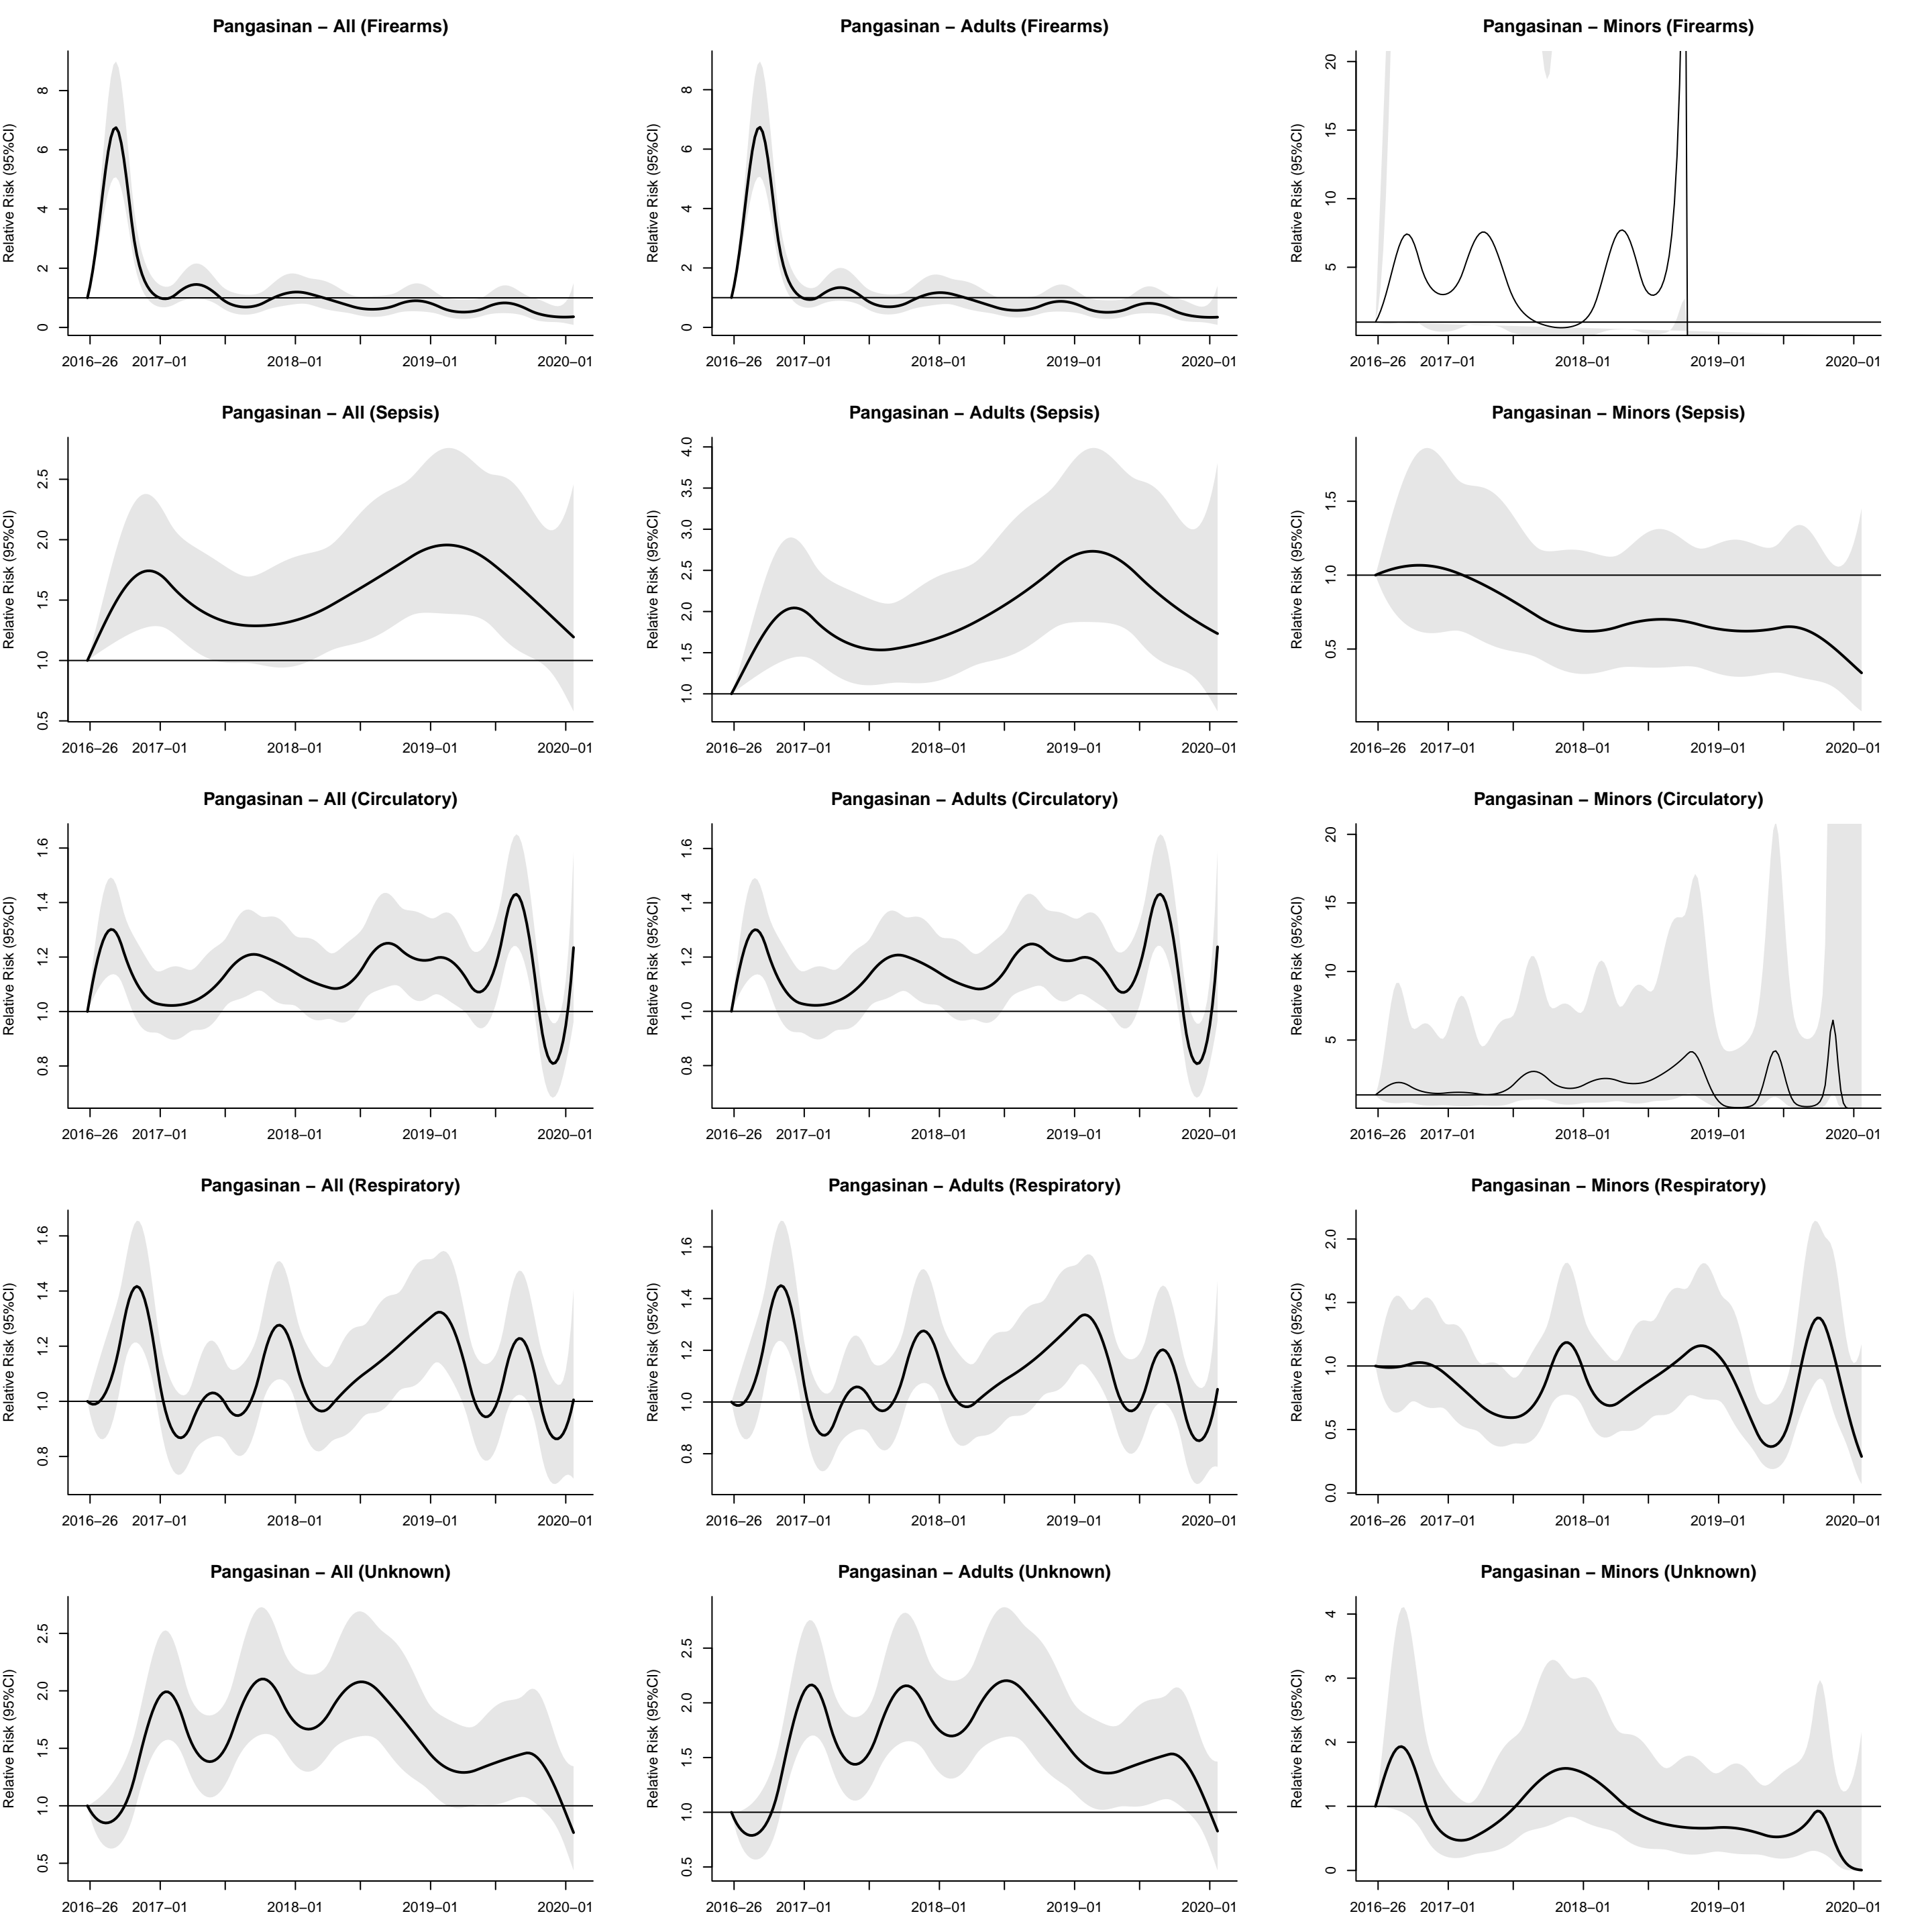 Pangasinan – All (Firearms)
Relative Risk (95%CI)
0 2 4 6 8
2016–26 2017–01 2018–01 2019–01 2020–01
Pangasinan – Adults (Firearms)
Relative Risk (95%CI)
0 2 4 6 8
2016–26 2017–01 2018–01 2019–01 2020–01
Pangasinan – Minors (Firearms)
Relative Risk (95%CI)
5 10 15 20
2016–26 2017–01 2018–01 2019–01 2020–01
Pangasinan – All (Sepsis)
Relative Risk (95%CI)
0.5 1.0 1.5 2.0 2.5
2016–26 2017–01 2018–01 2019–01 2020–01
Pangasinan – Adults (Sepsis)
Relative Risk (95%CI)
1.0 1.5 2.0 2.5 3.0 3.5 4.0
2016–26 2017–01 2018–01 2019–01 2020–01
Pangasinan – Minors (Sepsis)
Relative Risk (95%CI)
0.5 1.0 1.5
2016–26 2017–01 2018–01 2019–01 2020–01
Pangasinan – All (Circulatory)
Relative Risk (95%CI)
0.8 1.0 1.2 1.4 1.6
2016–26 2017–01 2018–01 2019–01 2020–01
Pangasinan – Adults (Circulatory)
Relative Risk (95%CI)
0.8 1.0 1.2 1.4 1.6
2016–26 2017–01 2018–01 2019–01 2020–01
Pangasinan – Minors (Circulatory)
Relative Risk (95%CI)
5 10 15 20
2016–26 2017–01 2018–01 2019–01 2020–01
Pangasinan – All (Respiratory)
Relative Risk (95%CI)
0.8 1.0 1.2 1.4 1.6
2016–26 2017–01 2018–01 2019–01 2020–01
Pangasinan – Adults (Respiratory)
Relative Risk (95%CI)
0.8 1.0 1.2 1.4 1.6
2016–26 2017–01 2018–01 2019–01 2020–01
Pangasinan – Minors (Respiratory)
Relative Risk (95%CI)
0.0 0.5 1.0 1.5 2.0
2016–26 2017–01 2018–01 2019–01 2020–01
Pangasinan – All (Unknown)
Relative Risk (95%CI)
0.5 1.0 1.5 2.0 2.5
2016–26 2017–01 2018–01 2019–01 2020–01
Pangasinan – Adults (Unknown)
Relative Risk (95%CI)
0.5 1.0 1.5 2.0 2.5
2016–26 2017–01 2018–01 2019–01 2020–01
Pangasinan – Minors (Unknown)
Relative Risk (95%CI)
0 1 2 3 4
2016–26 2017–01 2018–01 2019–01 2020–01